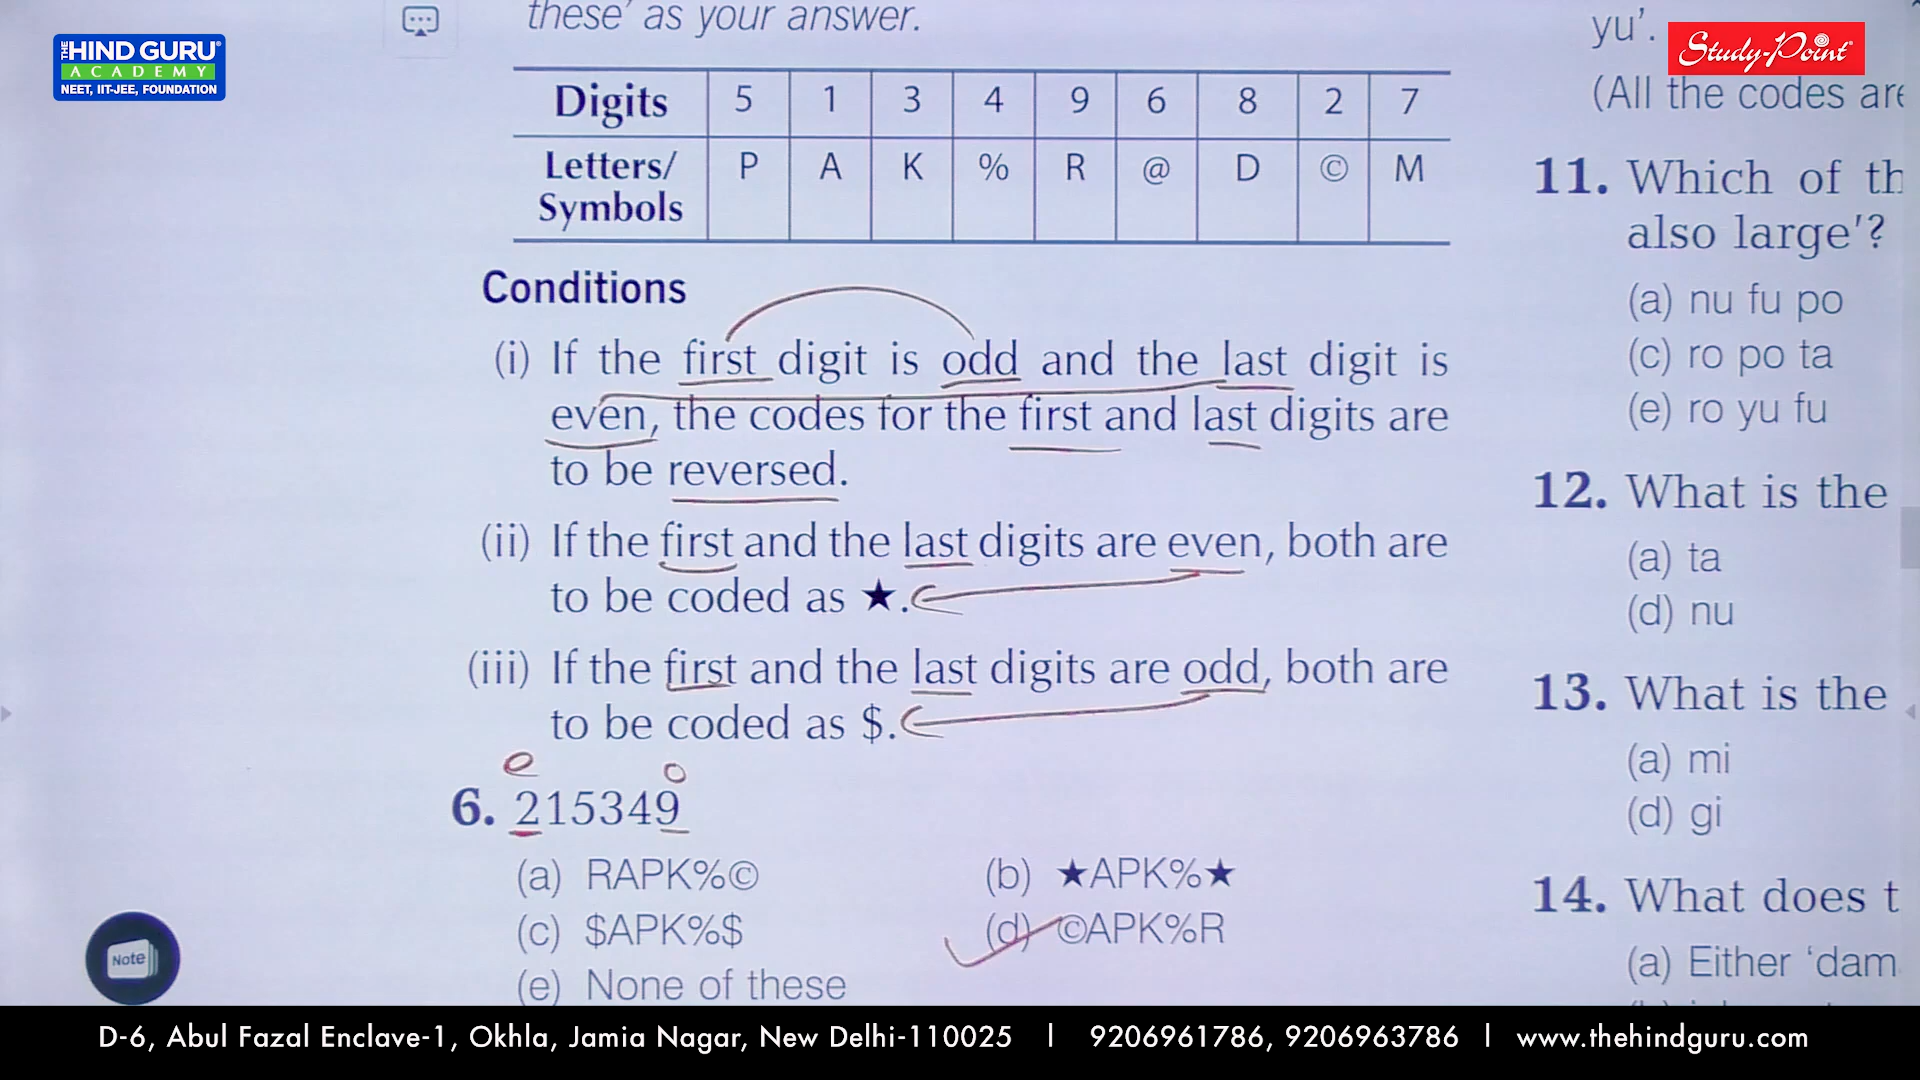 these’ as your answer.
THE HIND GURU
ACADEMY
NEET, IIT-JEE, FOUNDATION
Digits 5 1 3 4 9 6 8 2 7
Letters/ P A K % R @ D © M
Symbols
Conditions
(i) If the first digit is odd and the last digit is
even, the codes for the first and last digits are
to be reversed.
(ii) If the first and the last digits are even, both are
to be coded as ★.
(iii) If the first and the last digits are odd, both are
to be coded as $.
e o
6. 215349
(a) RAPK%© (b) ★APK%★
(c) $APK%$ (d) ©APK%R
(e) None of these
Note
yu’.
Study-Point
(All the codes are
11. Which of th
also large’?
(a) nu fu po
(c) ro po ta
(e) ro yu fu
12. What is the
(a) ta
(d) nu
13. What is the
(a) mi
(d) gi
14. What does t
(a) Either ‘dam
D-6, Abul Fazal Enclave-1, Okhla, Jamia Nagar, New Delhi-110025 | 9206961786, 9206963786 | www.thehindguru.com